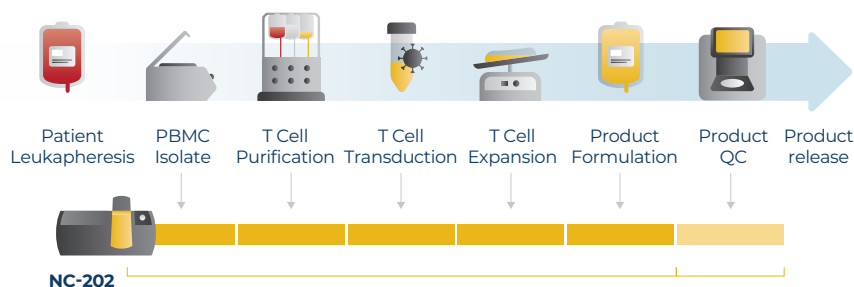 Patient
Leukapheresis
PBMC
Isolate
T Cell
Purification
T Cell
Transduction
T Cell
Expansion
Product
Formulation
Product
QC
Product
release
NC-202